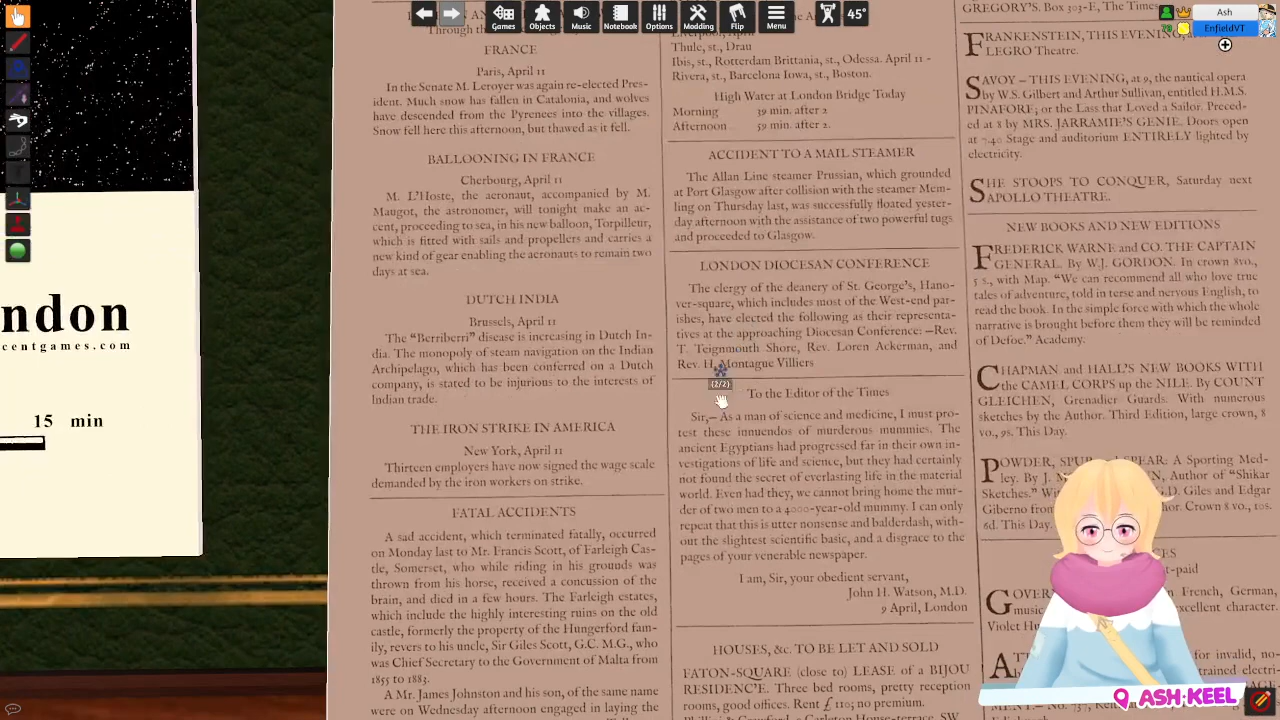 Games
Objects
Music
Notebook
Options
Modding
Flip
Menu
45°
Ash
EnfieldVT
ndon
centgames.com
15 min
Through the
FRANCE
Paris, April 11
In the Senate M. Leroyer was again re-elected Pres-
ident. Much snow has fallen in Catalonia, and wolves
have descended from the Pyrenees into the villages.
Snow fell here this afternoon, but thawed as it fell.
BALLOONING IN FRANCE
Cherbourg, April 11
M. L'Hoste, the aeronaut, accompanied by M.
Maugot, the astronomer, will tonight make an as-
cent, proceeding to sea, in his new balloon, Torpilleur,
which is fitted with sails and propellers and carries a
new kind of gear enabling the aeronauts to remain two
days at sea.
DUTCH INDIA
Brussels, April 11
The "Berriberri" disease is increasing in Dutch In-
dia. The monopoly of steam navigation on the Indian
Archipelago, which has been conferred on a Dutch
company, is stated to be injurious to the interests of
Indian trade.
THE IRON STRIKE IN AMERICA
New York, April 11
Thirteen employers have now signed the wage scale
demanded by the iron workers on strike.
FATAL ACCIDENTS
A sad accident, which terminated fatally, occurred
on Monday last to Mr. Francis Scott, of Farleigh Cas-
tle, Somerset, who while riding in his grounds was
thrown from his horse, received a concussion of the
brain, and died in a few hours. The Farleigh estates,
which include the highly interesting ruins on the old
castle, formerly the property of the Hungerford fam-
ily, revers to his uncle, Sir Giles Scott, G.C. M.G., who
was Chief Secretary to the Government of Malta from
1855 to 1883.
A Mr. James Johnston and his son, of the same name
were on Wednesday afternoon engaged in laying the
Liverpool, April
Thule, st., Drau
Ibis, st., Rotterdam Brittania, st., Odessa. April 11 -
Rivera, st., Barcelona Iowa, st., Boston.
High Water at London Bridge Today
Morning 39 min. after 2
Afternoon 59 min. after 2.
ACCIDENT TO A MAIL STEAMER
The Allan Line steamer Prussian, which grounded
at Port Glasgow after collision with the steamer Mem-
ling on Thursday last, was successfully floated yester-
day afternoon with the assistance of two powerful tugs
and proceeded to Glasgow.
LONDON DIOCESAN CONFERENCE
The clergy of the deanery of St. George's, Hano-
ver-square, which includes most of the West-end par-
ishes, have elected the following as their representa-
tives at the approaching Diocesan Conference: —Rev.
T. Teignmouth Shore, Rev. Loren Ackerman, and
Rev. H. Montague Villiers
(2/2)
To the Editor of the Times
Sir,– As a man of science and medicine, I must pro-
test these innuendos of murderous mummies. The
ancient Egyptians had progressed far in their own in-
vestigations of life and science, but they had certainly
not found the secret of everlasting life in the material
world. Even had they, we cannot bring home the mur-
der of two men to a 4000-year-old mummy. I can only
repeat that this is utter nonsense and balderdash, with-
out the slightest scientific basic, and a disgrace to the
pages of your venerable newspaper.
I am, Sir, your obedient servant,
John H. Watson, M.D.
9 April, London
HOUSES, &c. TO BE LET AND SOLD
FATON-SQUARE (close to) LEASE of a BIJOU
RESIDENC'E. Three bed rooms, pretty reception
rooms, good offices. Rent £110; no premium.
GREGORY'S. Box 303-E, The Times
FRANKENSTEIN, THIS EVENING, at
LEGRO Theatre.
SAVOY – THIS EVENING, at 9, the nautical opera
by W.S. Gilbert and Arthur Sullivan, entitled H.M.S.
PINAFORE; or the Lass that Loved a Sailor. Preced-
ed at 8 by MRS. JARRAMIE'S GENIE. Doors open
at 7.40 Stage and auditorium ENTIRELY lighted by
electricity.
SHE STOOPS TO CONQUER, Saturday next
APOLLO THEATRE.
NEW BOOKS AND NEW EDITIONS
FREDERICK WARNE and CO. THE CAPTAIN
GENERAL. By W.J. GORDON. In crown 8vo.,
5 s., with Map. "We can recommend all who love true
tales of adventure, told in terse and nervous English, to
read the book. In the simple force with which the whole
narrative is brought before them they will be reminded
of Defoe." Academy.
CHAPMAN and HALL'S NEW BOOKS WITH
the CAMEL CORPS up the NILE. By COUNT
GLEICHEN, Grenadier Guards. With numerous
sketches by the Author. Third Edition, large crown, 8
vo., 9s. This Day.
POWDER, SPUR SPEAR: A Sporting Med-
ley. By J.
Sketches." G.D. Giles and Edgar
Giberno from Crown 8 vo., 10s.
6d. This Day.
ASH·KEEL